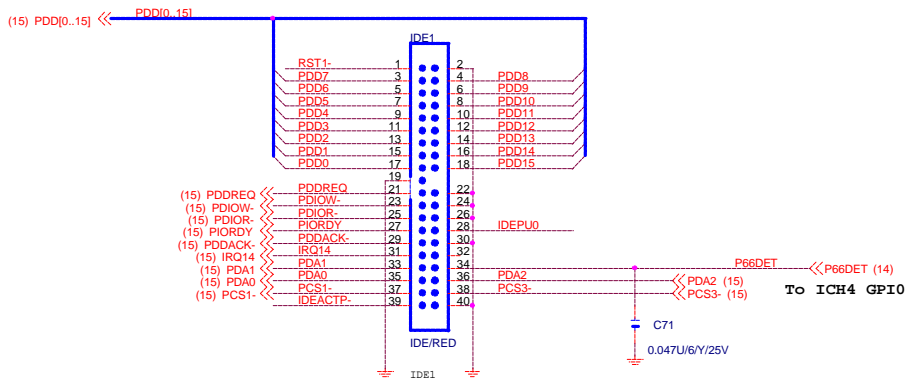 (15) PDD[0..15] PDD[0..15]
IDE1
RST1- 1 2
PDD7 3 4 PDD8
PDD6 5 6 PDD9
PDD5 7 8 PDD10
PDD4 9 10 PDD11
PDD3 11 12 PDD12
PDD2 13 14 PDD13
PDD1 15 16 PDD14
PDD0 17 18 PDD15
19
(15) PDDREQ PDDREQ 21 22
(15) PDIOW- PDIOW- 23 24
(15) PDIOR- PDIOR- 25 26
(15) PIORDY PIORDY 27 28 IDEPU0
(15) PDDACK- PDDACK- 29 30
(15) IRQ14 IRQ14 31 32
(15) PDA1 PDA1 33 34 P66DET P66DET (14)
(15) PDA0 PDA0 35 36 PDA2 PDA2 (15)
(15) PCS1- PCS1- 37 38 PCS3- PCS3- (15)
IDEACTP- 39 40
To ICH4 GPI0
C71
IDE/RED
0.047U/6/Y/25V
IDE1